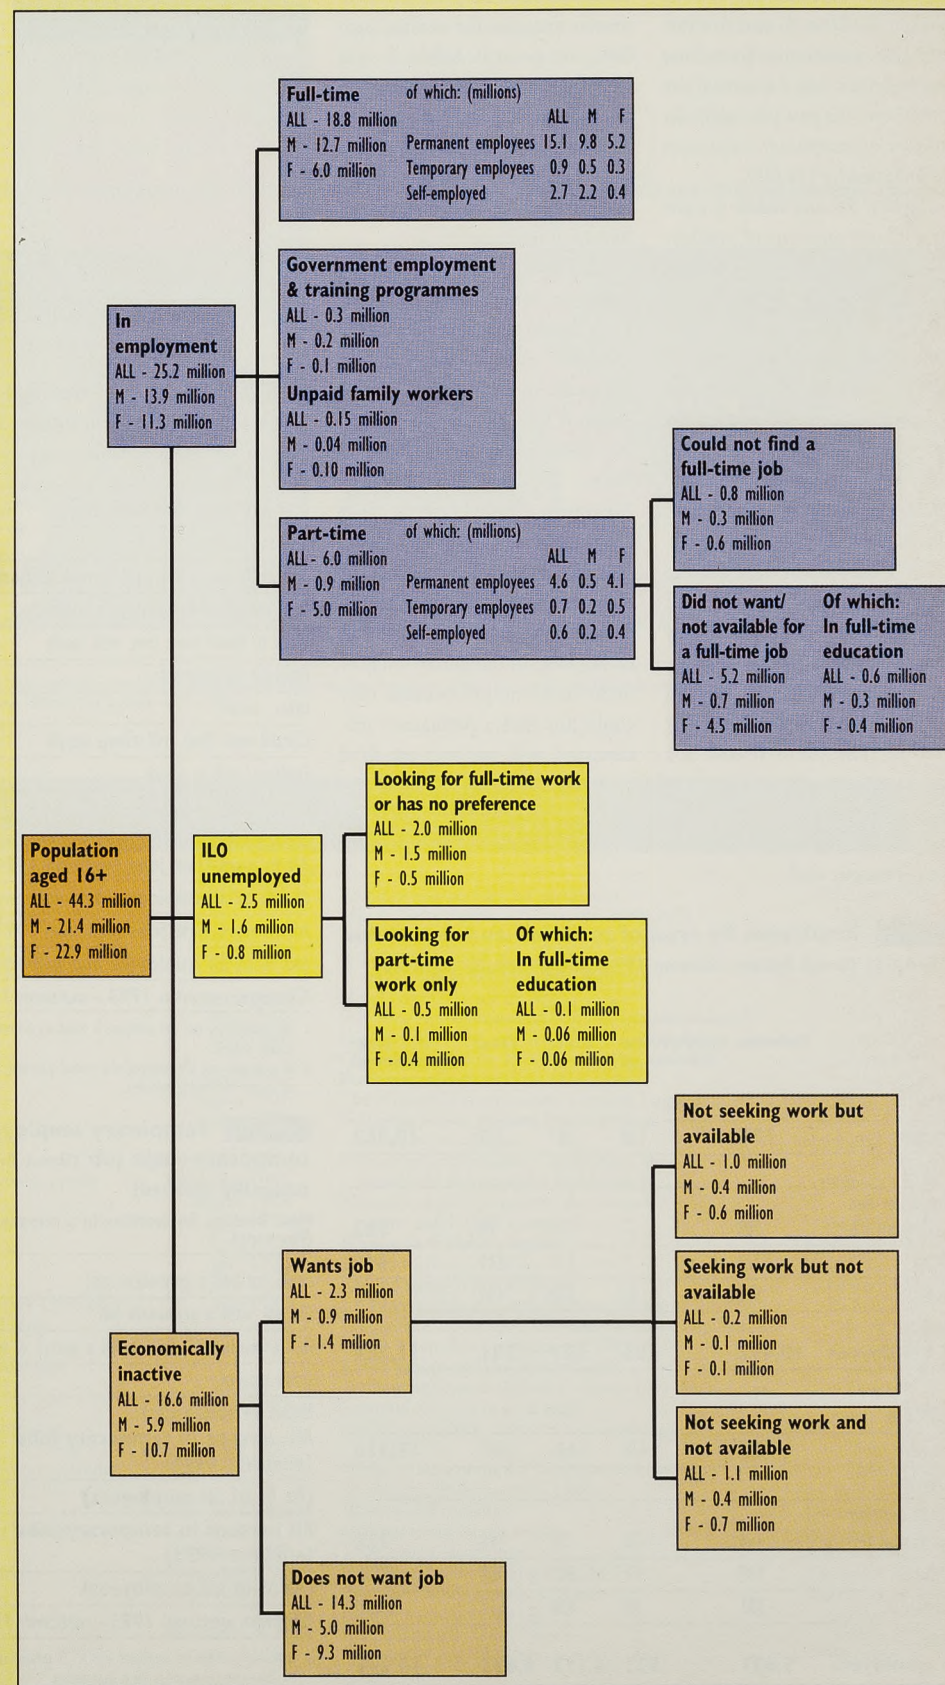 Full-time of which: (millions)
ALL - 18.8 million ALL M F
M - 12.7 million Permanent employees 15.1 9.8 5.2
F - 6.0 million Temporary employees 0.9 0.5 0.3
Self-employed 2.7 2.2 0.4
Government employment
& training programmes
ALL - 0.3 million
M - 0.2 million
F - 0.1 million
Unpaid family workers
ALL - 0.15 million
M - 0.04 million
F - 0.10 million
In
employment
ALL - 25.2 million
M - 13.9 million
F - 11.3 million
Part-time of which: (millions)
ALL- 6.0 million ALL M F
M - 0.9 million Permanent employees 4.6 0.5 4.1
F - 5.0 million Temporary employees 0.7 0.2 0.5
Self-employed 0.6 0.2 0.4
Could not find a
full-time job
ALL - 0.8 million
M - 0.3 million
F - 0.6 million
Did not want/
not available for
a full-time job
ALL - 5.2 million
M - 0.7 million
F - 4.5 million
Of which:
In full-time
education
ALL - 0.6 million
M - 0.3 million
F - 0.4 million
Looking for full-time work
or has no preference
ALL - 2.0 million
M - 1.5 million
F - 0.5 million
Population
aged 16+
ALL - 44.3 million
M - 21.4 million
F - 22.9 million
ILO
unemployed
ALL - 2.5 million
M - 1.6 million
F - 0.8 million
Looking for
part-time
work only
ALL - 0.5 million
M - 0.1 million
F - 0.4 million
Of which:
In full-time
education
ALL - 0.1 million
M - 0.06 million
F - 0.06 million
Not seeking work but
available
ALL - 1.0 million
M - 0.4 million
F - 0.6 million
Wants job
ALL - 2.3 million
M - 0.9 million
F - 1.4 million
Seeking work but not
available
ALL - 0.2 million
M - 0.1 million
F - 0.1 million
Economically
inactive
ALL - 16.6 million
M - 5.9 million
F - 10.7 million
Not seeking work and
not available
ALL - 1.1 million
M - 0.4 million
F - 0.7 million
Does not want job
ALL - 14.3 million
M - 5.0 million
F - 9.3 million